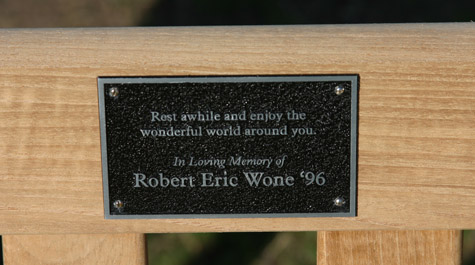 Rest awhile and enjoy the
wonderful world around you.
In Loving Memory of
Robert Eric Wone ‘96